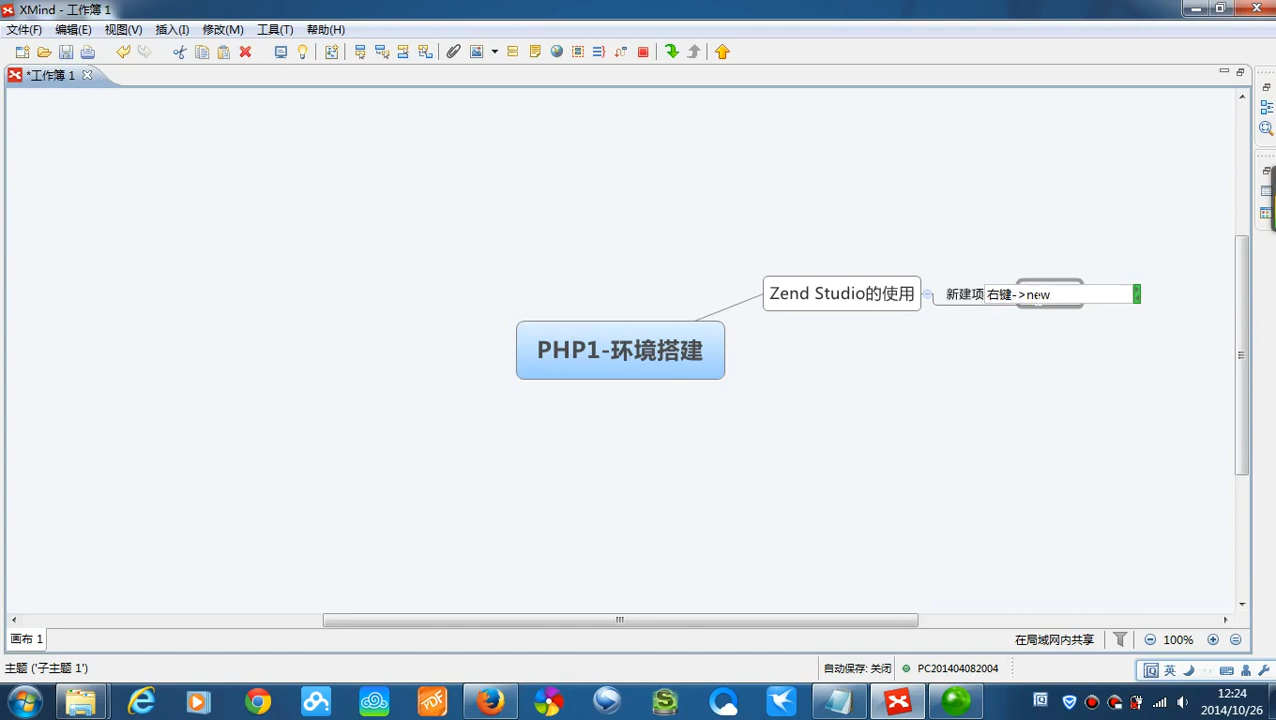 XMind - 工作簿 1
文件(F) 编辑(E) 视图(V) 插入(I) 修改(M) 工具(T) 帮助(H)
*工作簿 1
Zend Studio的使用
新建项
右键->new
PHP1-环境搭建
画布 1
在局域网内共享
100%
主题 ('子主题 1')
自动保存: 关闭
PC201404082004
英
PDF
12:24
2014/10/26